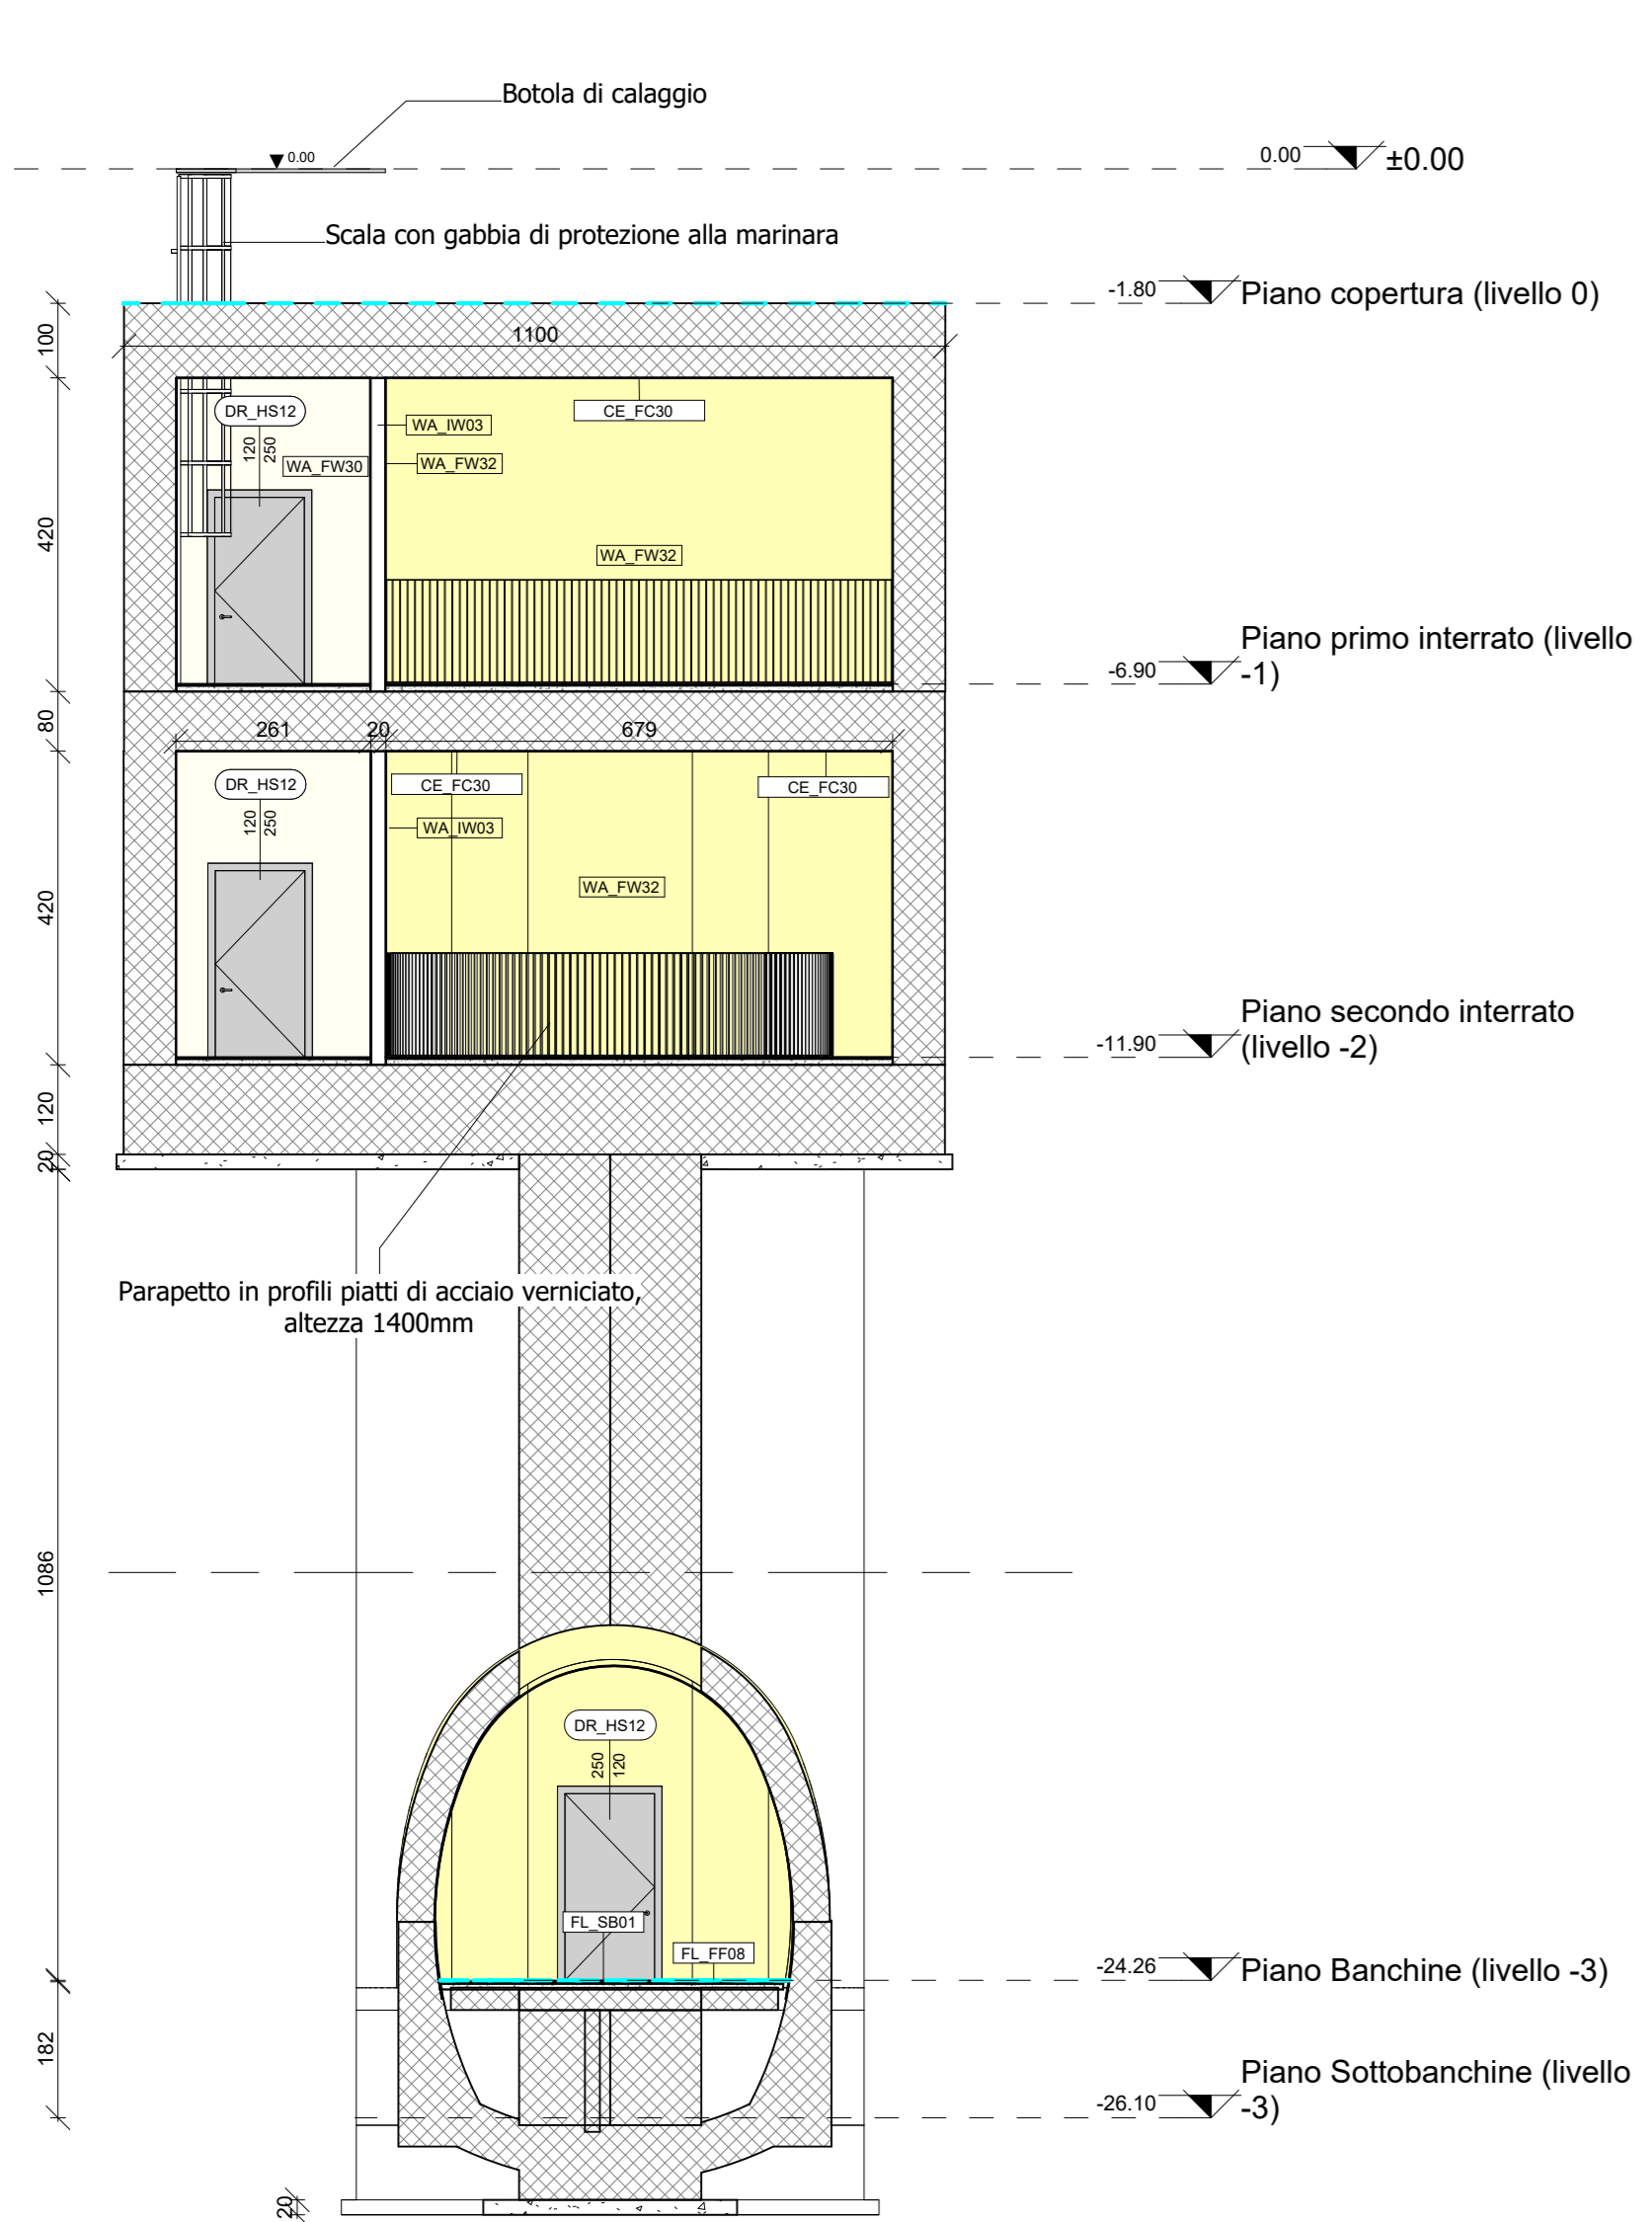 Botola di calaggio
0.00
0.00
±0.00
Scala con gabbia di protezione alla marinara
-1.80
Piano copertura (livello 0)
100
1100
DR_HS12
CE_FC30
WA_IW03
120
250
WA_FW30
WA_FW32
420
WA_FW32
Piano primo interrato (livello
-1)
-6.90
80
261
20
679
DR_HS12
CE_FC30
CE_FC30
120
250
WA_IW03
WA_FW32
420
Piano secondo interrato
(livello -2)
-11.90
120
20
Parapetto in profili piatti di acciaio verniciato,
altezza 1400mm
1086
DR_HS12
250
120
FL_SB01
FL_FF08
-24.26
Piano Banchine (livello -3)
182
Piano Sottobanchine (livello
-3)
-26.10
20